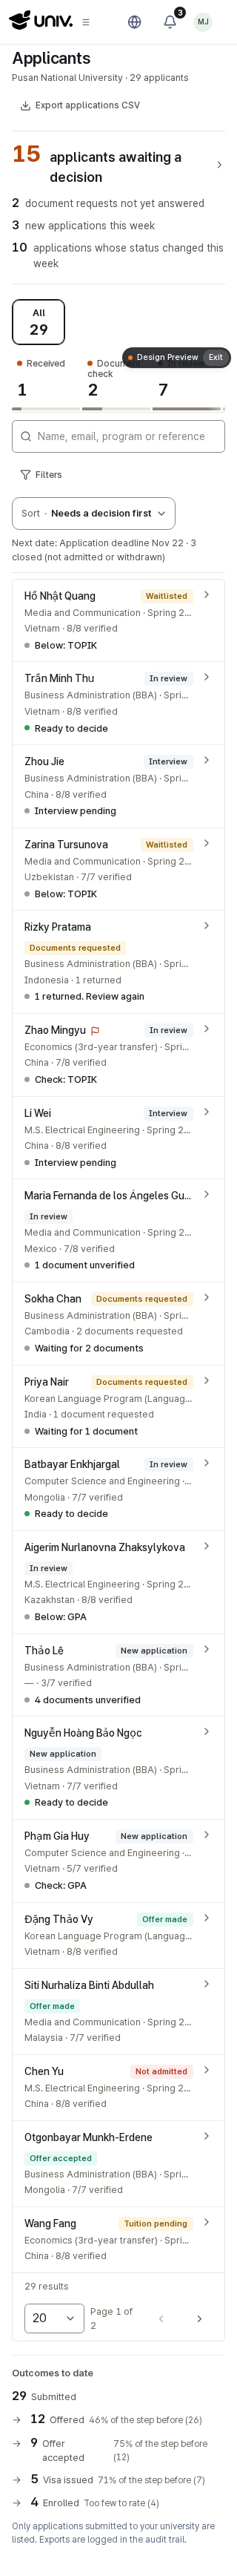 univ.
3
MJ
Applicants
Pusan National University · 29 applicants
Export applications CSV
15 applicants awaiting a
decision
2 document requests not yet answered
3 new applications this week
10 applications whose status changed this
week
All
29
Design Preview Exit
Received
check
1 2 7
Name, email, program or reference
Filters
Sort · Needs a decision first
Next date: Application deadline Nov 22 · 3
closed (not admitted or withdrawn)
Hồ Nhật Quang Waitlisted
Media and Communication · Spring 2...
Vietnam · 8/8 verified
Below: TOPIK
Trần Minh Thư In review
Business Administration (BBA) · Spri...
Vietnam · 8/8 verified
Ready to decide
Zhou Jie Interview
Business Administration (BBA) · Spri...
China · 8/8 verified
Interview pending
Zarina Tursunova Waitlisted
Media and Communication · Spring 2...
Uzbekistan · 7/7 verified
Below: TOPIK
Rizky Pratama
Documents requested
Business Administration (BBA) · Spri...
Indonesia · 1 returned
1 returned. Review again
Zhao Mingyu In review
Economics (3rd-year transfer) · Spri...
China · 7/8 verified
Check: TOPIK
Li Wei Interview
M.S. Electrical Engineering · Spring 2...
China · 8/8 verified
Interview pending
María Fernanda de los Ángeles Gu...
In review
Media and Communication · Spring 2...
Mexico · 7/8 verified
1 document unverified
Sokha Chan Documents requested
Business Administration (BBA) · Spri...
Cambodia · 2 documents requested
Waiting for 2 documents
Priya Nair Documents requested
Korean Language Program (Languag...
India · 1 document requested
Waiting for 1 document
Batbayar Enkhjargal In review
Computer Science and Engineering ·...
Mongolia · 7/7 verified
Ready to decide
Aigerim Nurlanovna Zhaksylykova
In review
M.S. Electrical Engineering · Spring 2...
Kazakhstan · 8/8 verified
Below: GPA
Thảo Lê New application
Business Administration (BBA) · Spri...
— · 3/7 verified
4 documents unverified
Nguyễn Hoàng Bảo Ngọc
New application
Business Administration (BBA) · Spri...
Vietnam · 7/7 verified
Ready to decide
Phạm Gia Huy New application
Computer Science and Engineering ·...
Vietnam · 5/7 verified
Check: GPA
Đặng Thảo Vy Offer made
Korean Language Program (Languag...
Vietnam · 8/8 verified
Siti Nurhaliza Binti Abdullah
Offer made
Media and Communication · Spring 2...
Malaysia · 7/7 verified
Chen Yu Not admitted
M.S. Electrical Engineering · Spring 2...
China · 8/8 verified
Otgonbayar Munkh-Erdene
Offer accepted
Business Administration (BBA) · Spri...
Mongolia · 7/7 verified
Wang Fang Tuition pending
Economics (3rd-year transfer) · Spri...
China · 8/8 verified
29 results
20 Page 1 of
2
Outcomes to date
29 Submitted
→ 12 Offered 46% of the step before (26)
→ 9 Offer 75% of the step before
accepted (12)
→ 5 Visa issued 71% of the step before (7)
→ 4 Enrolled Too few to rate (4)
Only applications submitted to your university are
listed. Exports are logged in the audit trail.